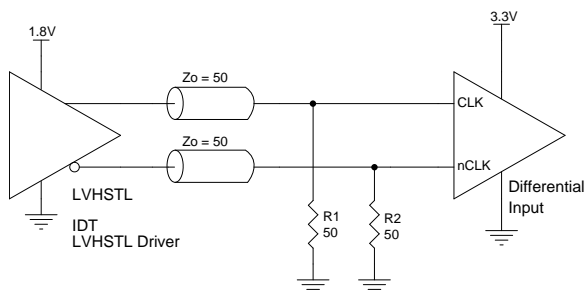 1.8V
3.3V
Zo = 50
CLK
Zo = 50
nCLK
LVHSTL
IDT
LVHSTL Driver
R1
50
R2
50
Differential
Input